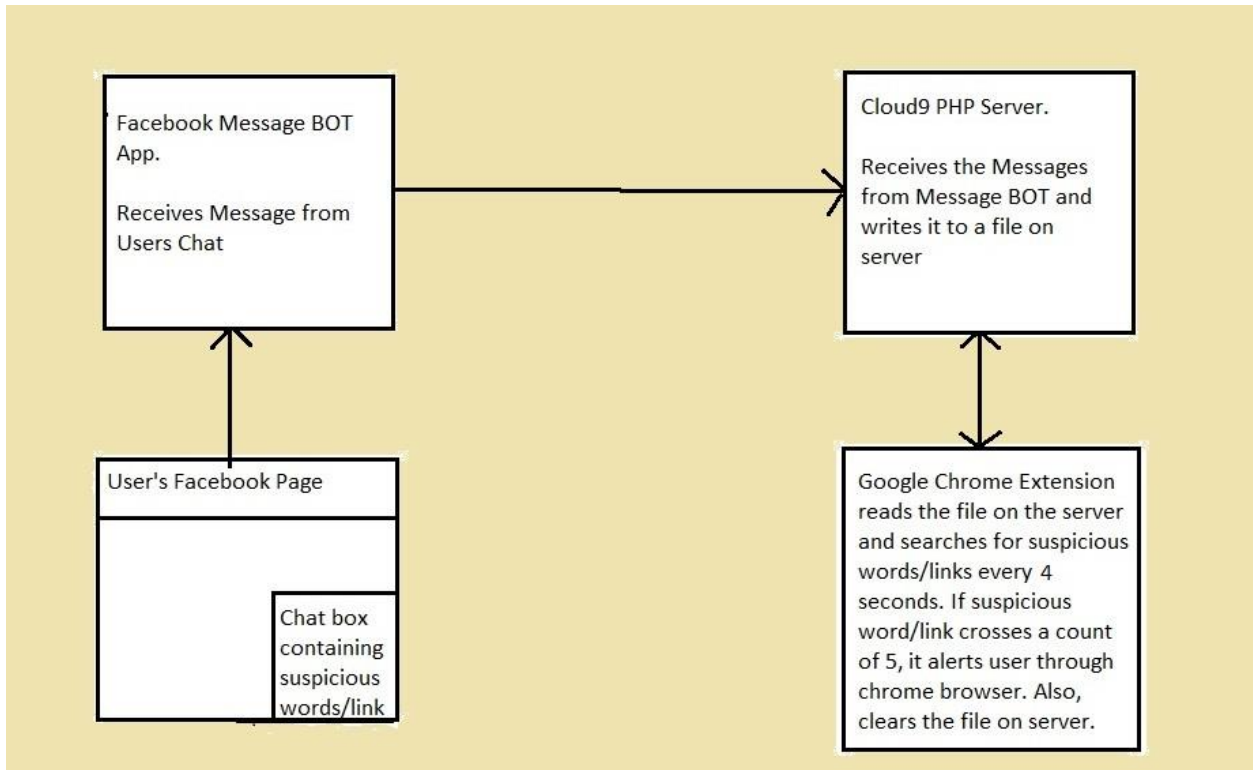 Facebook Message BOT
App.
Receives Message from
Users Chat
Cloud9 PHP Server.
Receives the Messages
from Message BOT and
writes it to a file on
server
User's Facebook Page
Chat box
containing
suspicious
words/link
Google Chrome Extension
reads the file on the server
and searches for suspicious
words/links every 4
seconds. If suspicious
word/link crosses a count
of 5, it alerts user through
chrome browser. Also,
clears the file on server.